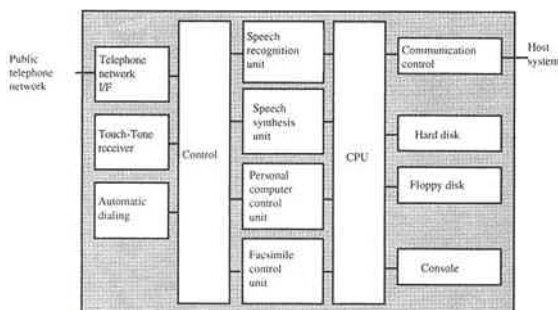 Public
telephone
network
Telephone
network
I/F
Touch-Tone
receiver
Automatic
dialing
Control
Speech
recognition
unit
Speech
synthesis
unit
Personal
computer
control
unit
Facsimile
control
unit
CPU
Communication
control
Hard disk
Floppy disk
Console
Host
system